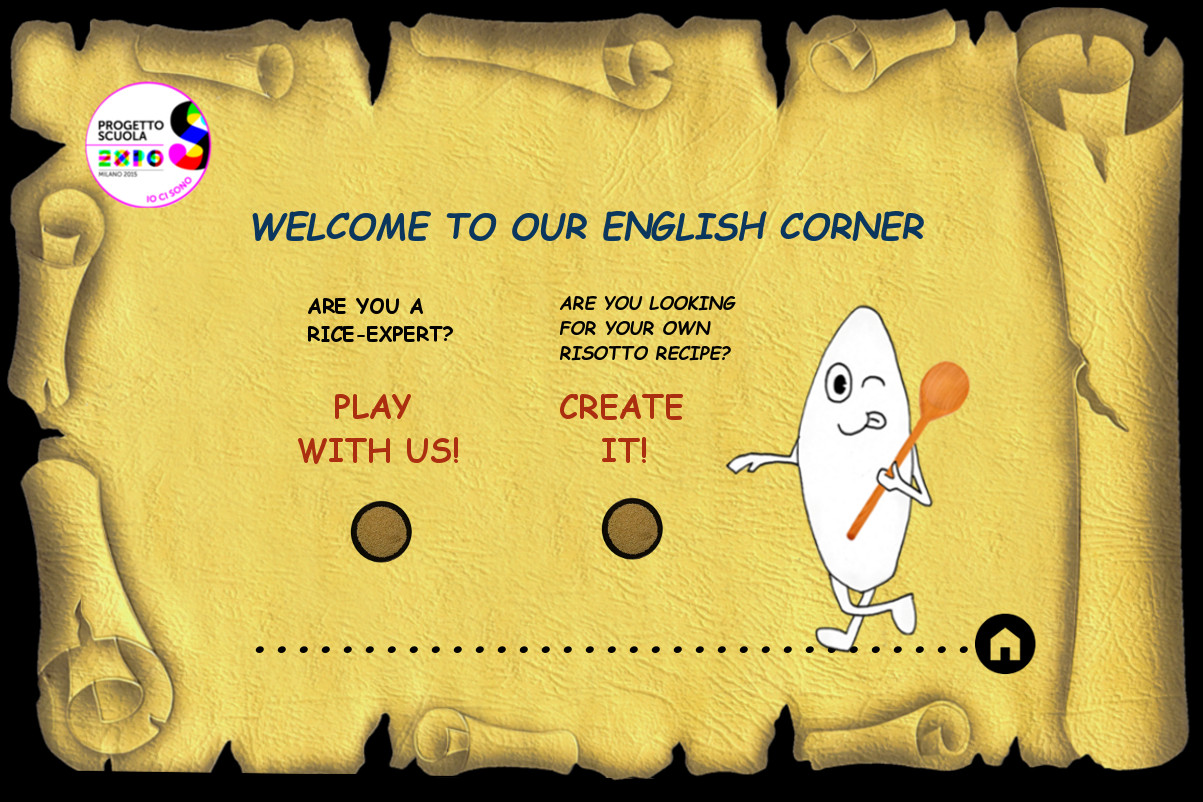 PROGETTO
SCUOLA
EXPO
MILANO 2015
IO CI SONO
WELCOME TO OUR ENGLISH CORNER
ARE YOU A
RICE-EXPERT?
PLAY
WITH US!
ARE YOU LOOKING
FOR YOUR OWN
RISOTTO RECIPE?
CREATE
IT!